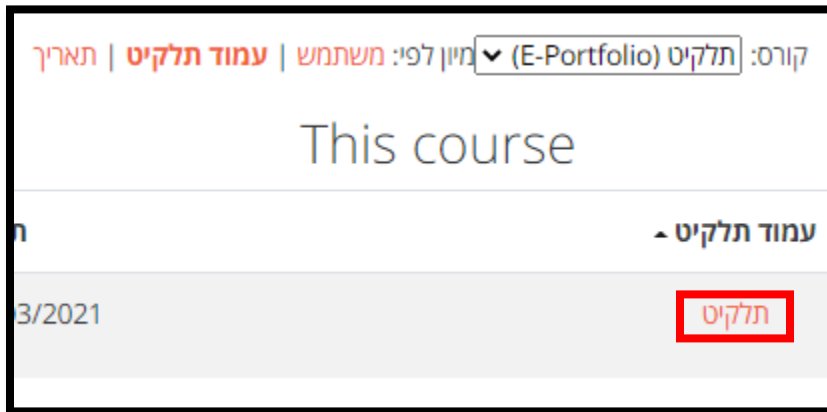 קורס: תלקיט (E-Portfolio) מיון לפי: משתמש | עמוד תלקיט | תאריך
This course
עמוד תלקיט ת
תלקיט 3/2021